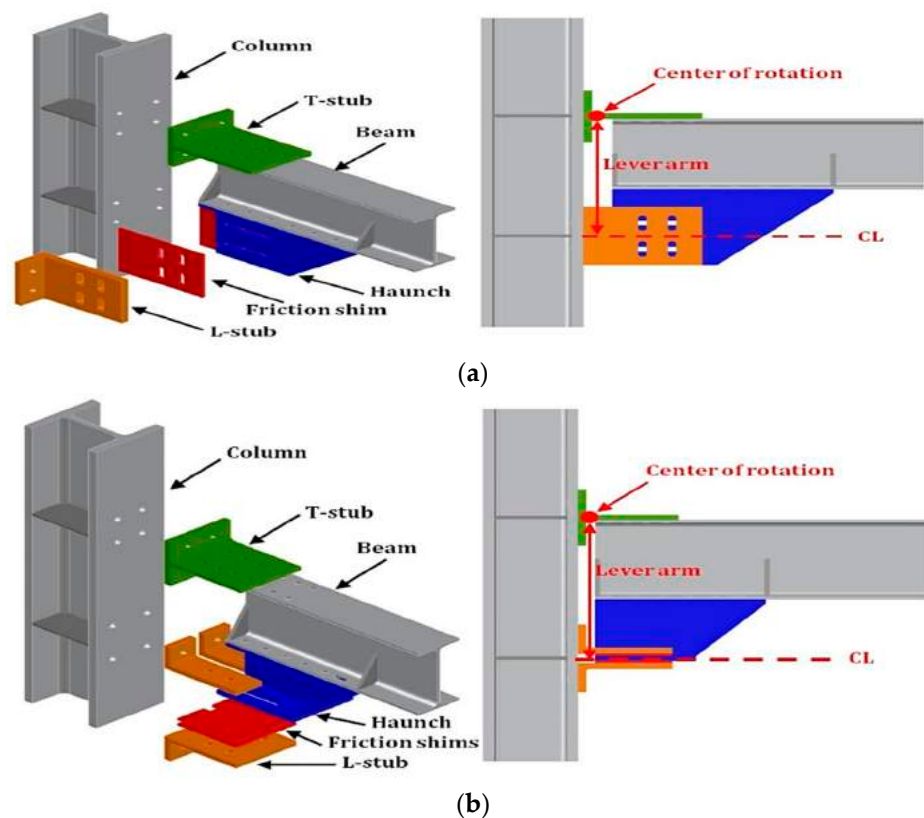 Column
T-stub
Beam
Haunch
Friction shim
L-stub
Center of rotation
Lever arm
CL
(a)
Column
T-stub
Beam
Haunch
Friction shims
L-stub
Center of rotation
Lever arm
CL
(b)